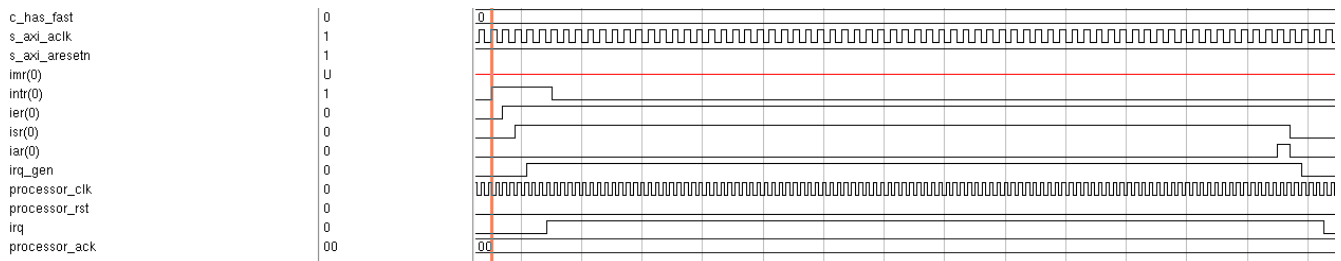 c_has_fast 0 0
s_axi_aclk 1
s_axi_aresetn 1
imr(0) U
intr(0) 1
ier(0) 0
isr(0) 0
iar(0) 0
irq_gen 0
processor_clk 0
processor_rst 0
irq 0
processor_ack 00 00